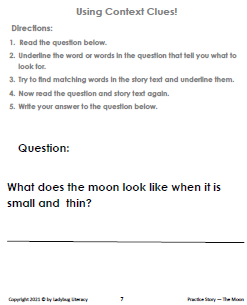 Using Context Clues!
Directions:
1. Read the question below.
2. Underline the word or words in the question that tell you what to
look for.
3. Try to find matching words in the story text and underline them.
4. Now read the question and story text again.
5. Write your answer to the question below.
Question:
What does the moon look like when it is
small and thin?
Copyright 2021 © by Ladybug Literacy 7 Practice Story — The Moon